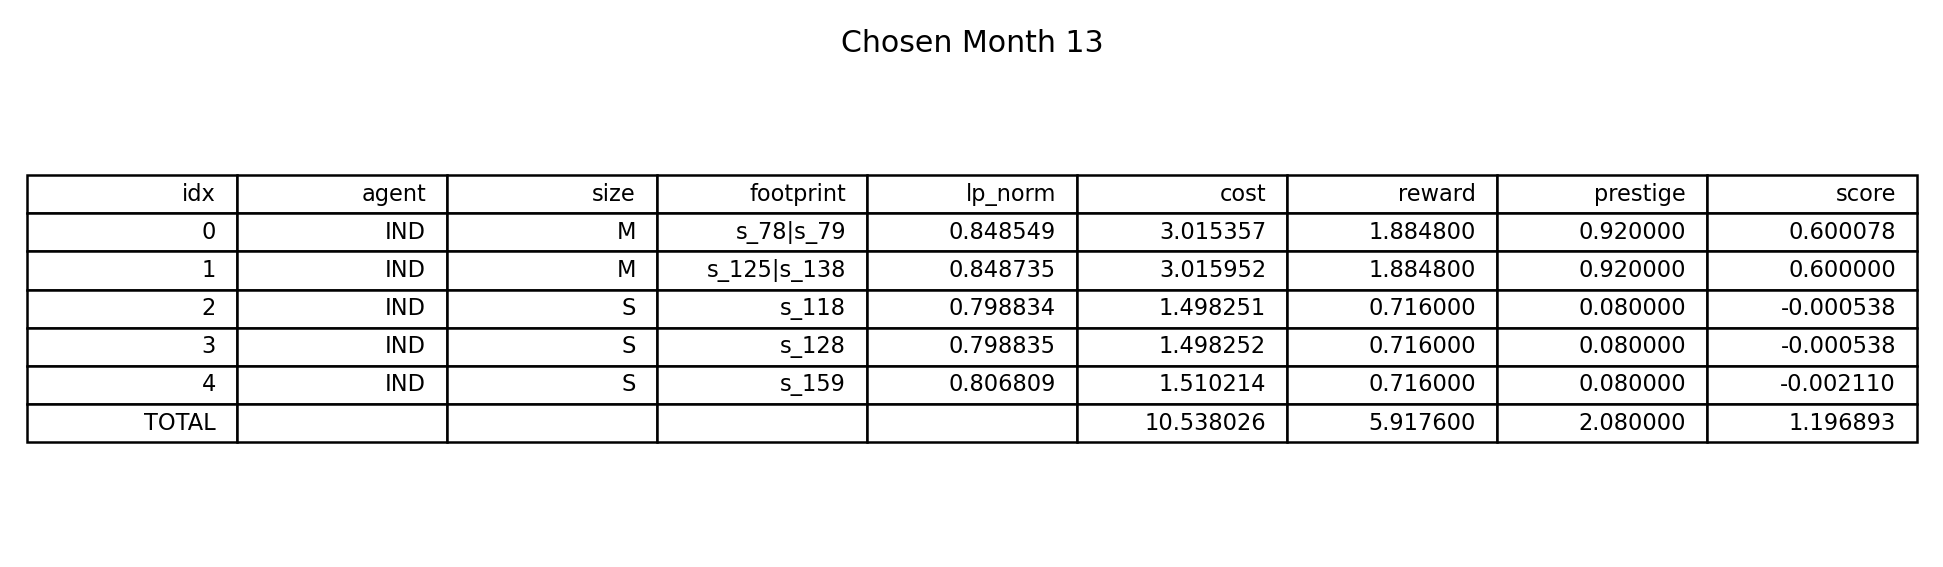 Chosen Month 13
idx agent size footprint lp_norm cost reward prestige score
0 IND M s_78|s_79 0.848549 3.015357 1.884800 0.920000 0.600078
1 IND M s_125|s_138 0.848735 3.015952 1.884800 0.920000 0.600000
2 IND S s_118 0.798834 1.498251 0.716000 0.080000 -0.000538
3 IND S s_128 0.798835 1.498252 0.716000 0.080000 -0.000538
4 IND S s_159 0.806809 1.510214 0.716000 0.080000 -0.002110
TOTAL 10.538026 5.917600 2.080000 1.196893